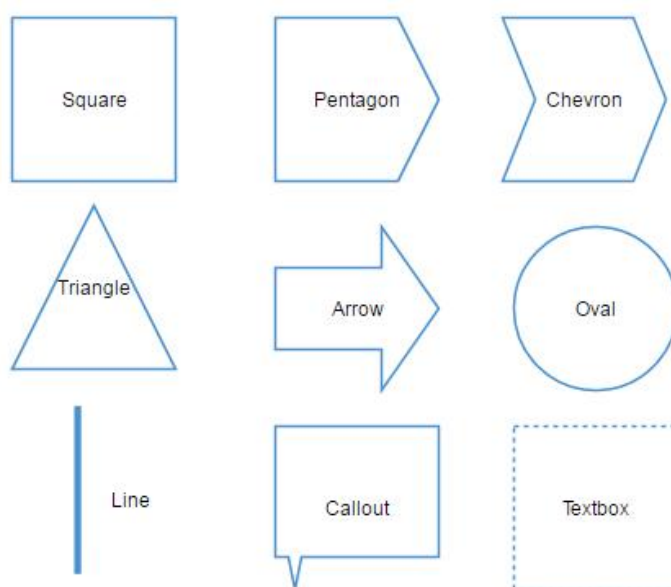 Square
Pentagon
Chevron
Triangle
Arrow
Oval
Line
Callout
Textbox